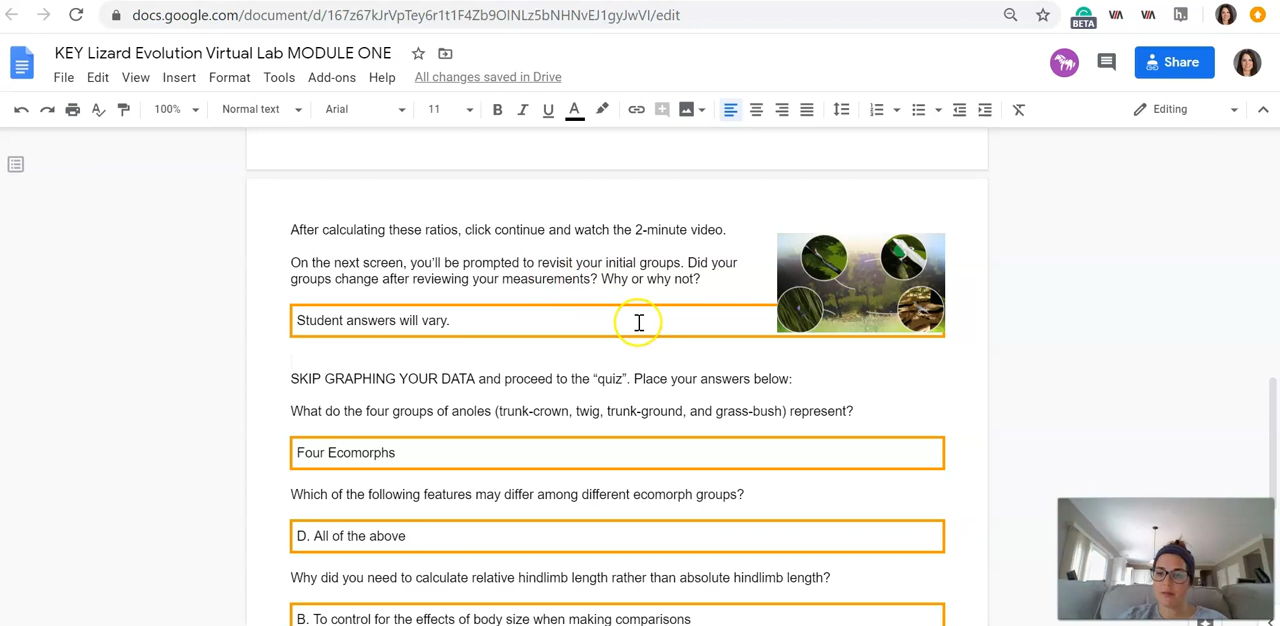 docs.google.com/document/d/167z67kJrVpTey6r1t1F4Zb9OINLz5bNHNvEJ1gyJwVI/edit
BETA
KEY Lizard Evolution Virtual Lab MODULE ONE
Share
File Edit View Insert Format Tools Add-ons Help All changes saved in Drive
100% Normal text Arial 11 B I U A Editing
After calculating these ratios, click continue and watch the 2-minute video.
On the next screen, you'll be prompted to revisit your initial groups. Did your
groups change after reviewing your measurements? Why or why not?
Student answers will vary.
SKIP GRAPHING YOUR DATA and proceed to the “quiz”. Place your answers below:
What do the four groups of anoles (trunk-crown, twig, trunk-ground, and grass-bush) represent?
Four Ecomorphs
Which of the following features may differ among different ecomorph groups?
D. All of the above
Why did you need to calculate relative hindlimb length rather than absolute hindlimb length?
B. To control for the effects of body size when making comparisons